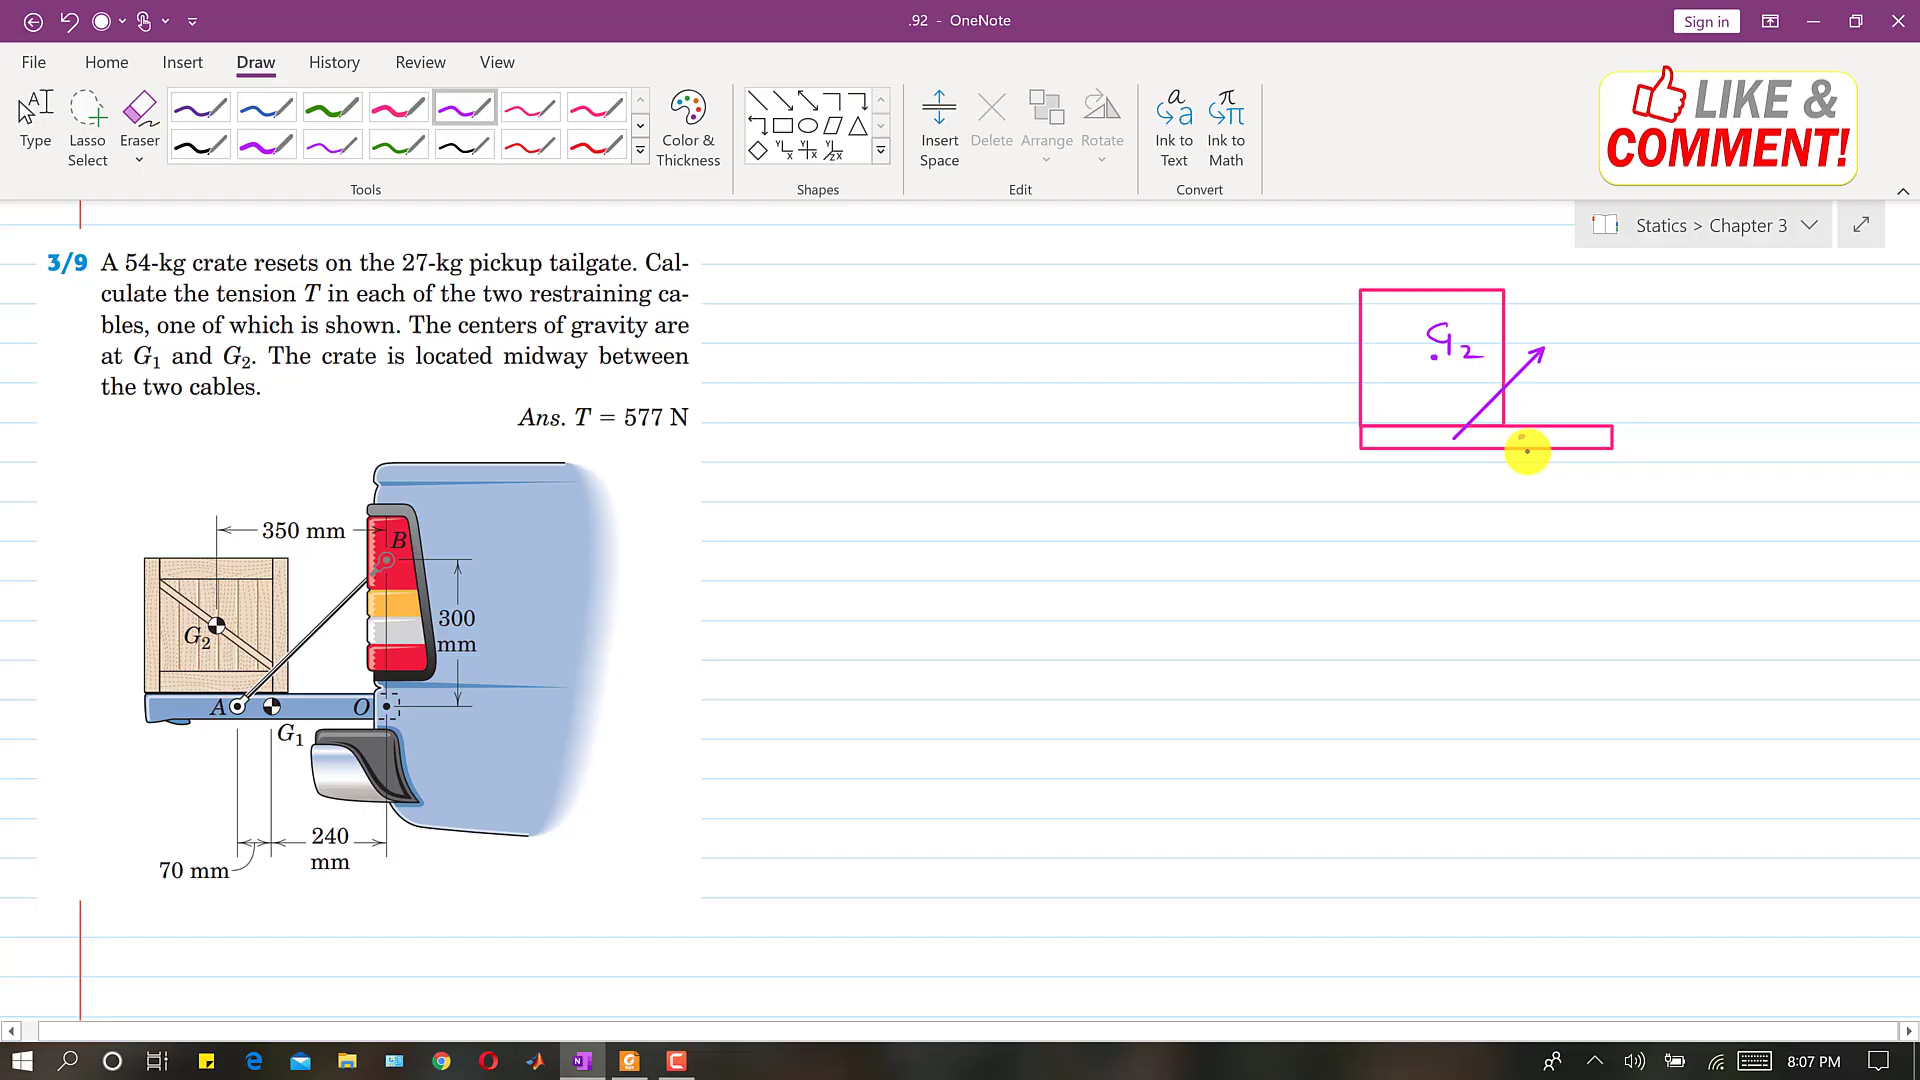 .92 - OneNote
Sign in
File
Home
Insert
Draw
History
Review
View
Type
Lasso
Select
Eraser
Color &
Thickness
Insert
Space
Delete
Arrange
Rotate
a
a
π
π
Ink to
Text
Ink to
Math
Tools
Shapes
Edit
Convert
LIKE &
COMMENT!
Statics > Chapter 3
3/9 A 54-kg crate resets on the 27-kg pickup tailgate. Cal-
culate the tension T in each of the two restraining ca-
bles, one of which is shown. The centers of gravity are
at G1 and G2. The crate is located midway between
the two cables.
Ans. T = 577 N
G2
350 mm
B
300
mm
G2
A
O
G1
240
mm
70 mm
8:07 PM